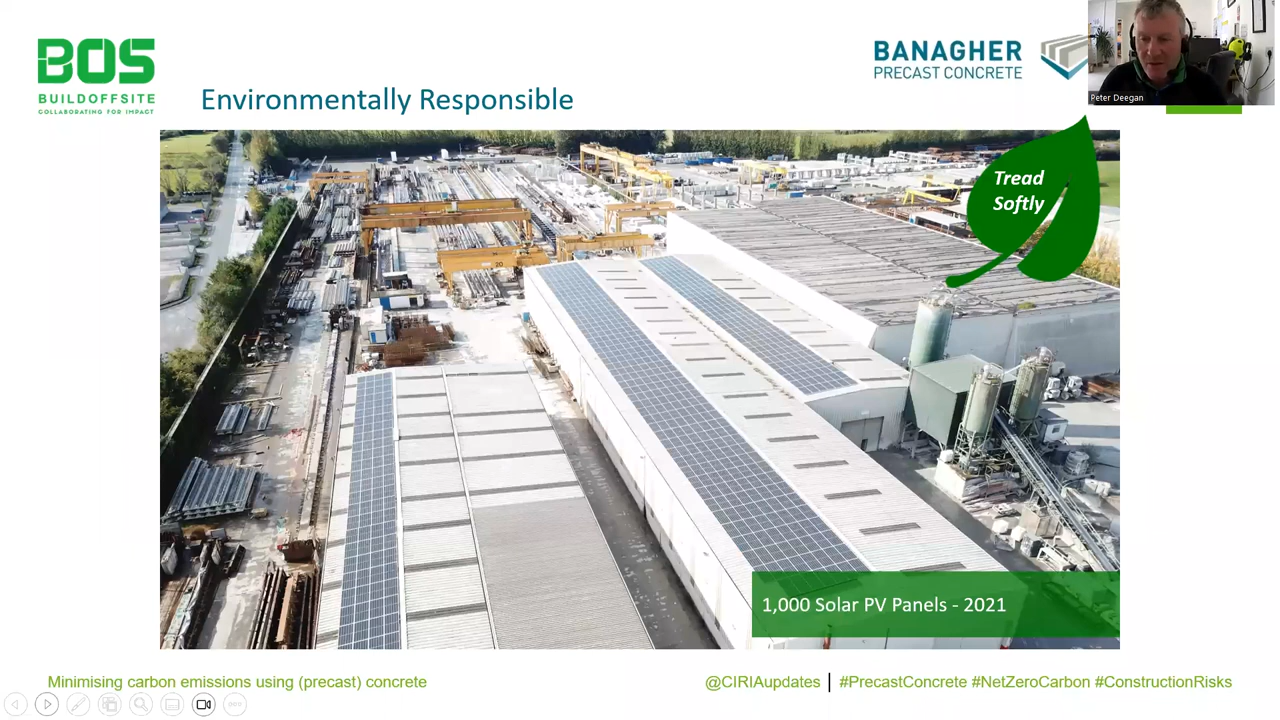 BOS
BUILDOFFSITE
COLLABORATING FOR IMPACT
BANAGHER
PRECAST CONCRETE
Peter Deegan
Environmentally Responsible
Tread
Softly
20
1,000 Solar PV Panels - 2021
Minimising carbon emissions using (precast) concrete
@CIRIAupdates | #PrecastConcrete #NetZeroCarbon #ConstructionRisks